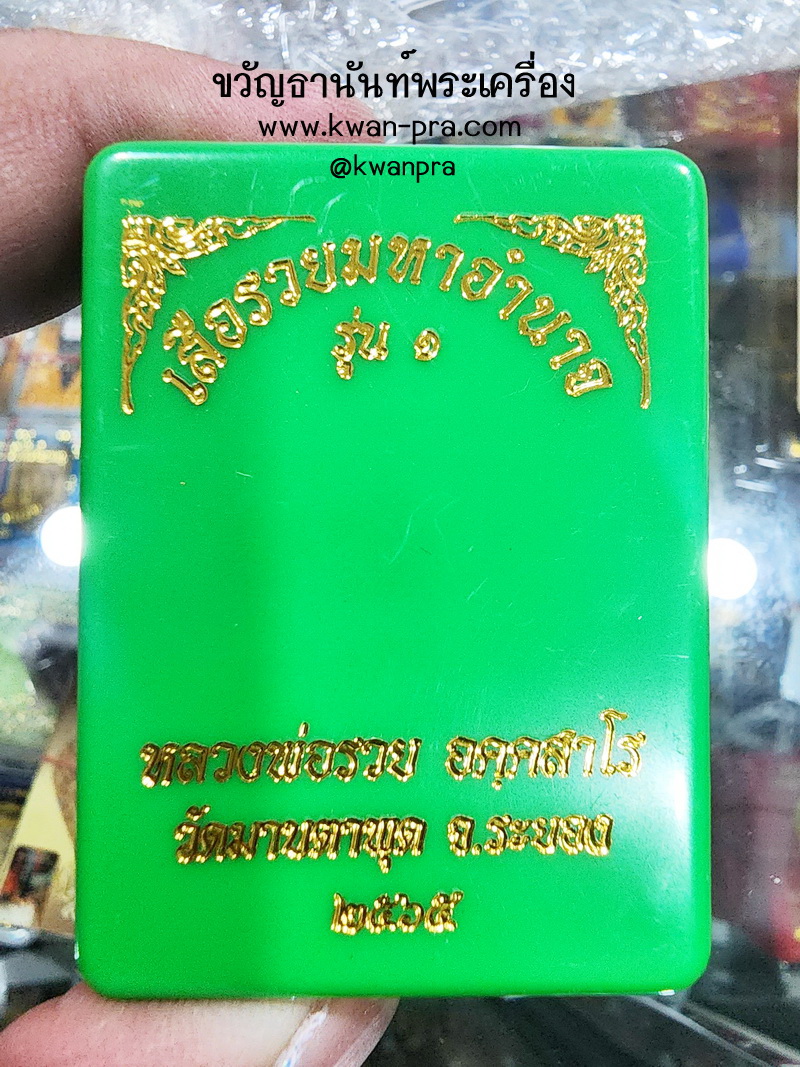 ขวัญธานันท์พระเครื่อง
www.kwan-pra.com
@kwanpra
เสือรวยมหาอำนาจ
รุ่น ๑
หลวงพ่อรวย อคฺคสาโร
วัดมาบตาพุด จ.ระยอง
๒๕๖๕